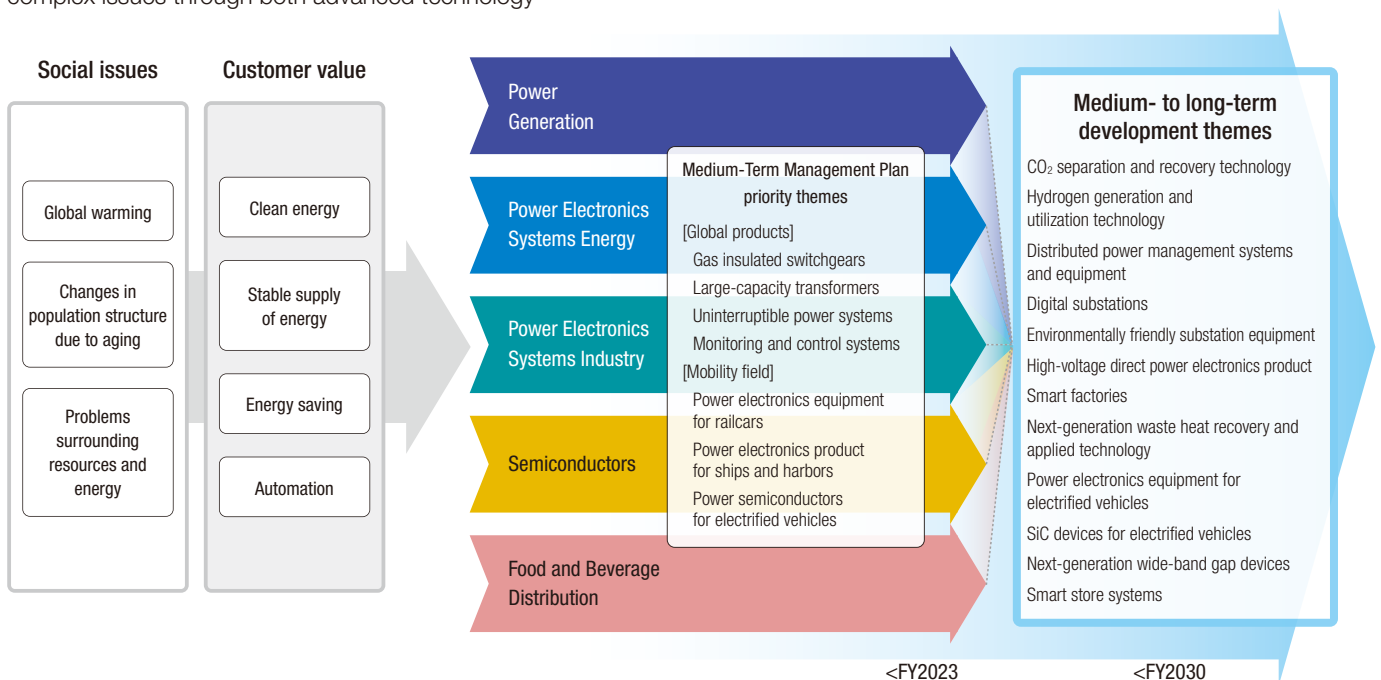 complex issues through both advanced technology
Social issues
Global warming
Changes in
population structure
due to aging
Problems
surrounding
resources and
energy
Customer value
Clean energy
Stable supply
of energy
Energy saving
Automation
Power
Generation
Power Electronics
Systems Energy
Power Electronics
Systems Industry
Semiconductors
Food and Beverage
Distribution
Medium-Term Management Plan
priority themes
[Global products]
Gas insulated switchgears
Large-capacity transformers
Uninterruptible power systems
Monitoring and control systems
[Mobility field]
Power electronics equipment
for railcars
Power electronics product
for ships and harbors
Power semiconductors
for electrified vehicles
Medium- to long-term
development themes
CO₂ separation and recovery technology
Hydrogen generation and
utilization technology
Distributed power management systems
and equipment
Digital substations
Environmentally friendly substation equipment
High-voltage direct power electronics product
Smart factories
Next-generation waste heat recovery and
applied technology
Power electronics equipment for
electrified vehicles
SiC devices for electrified vehicles
Next-generation wide-band gap devices
Smart store systems
<FY2023
<FY2030